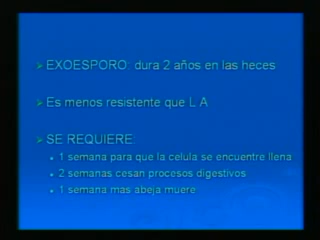 EXOESPORO: dura 2 años en las heces
Es menos resistente que L A
SE REQUIERE:
1 semana para que la celula se encuentre llena
2 semanas cesan procesos digestivos
1 semana mas abeja muere